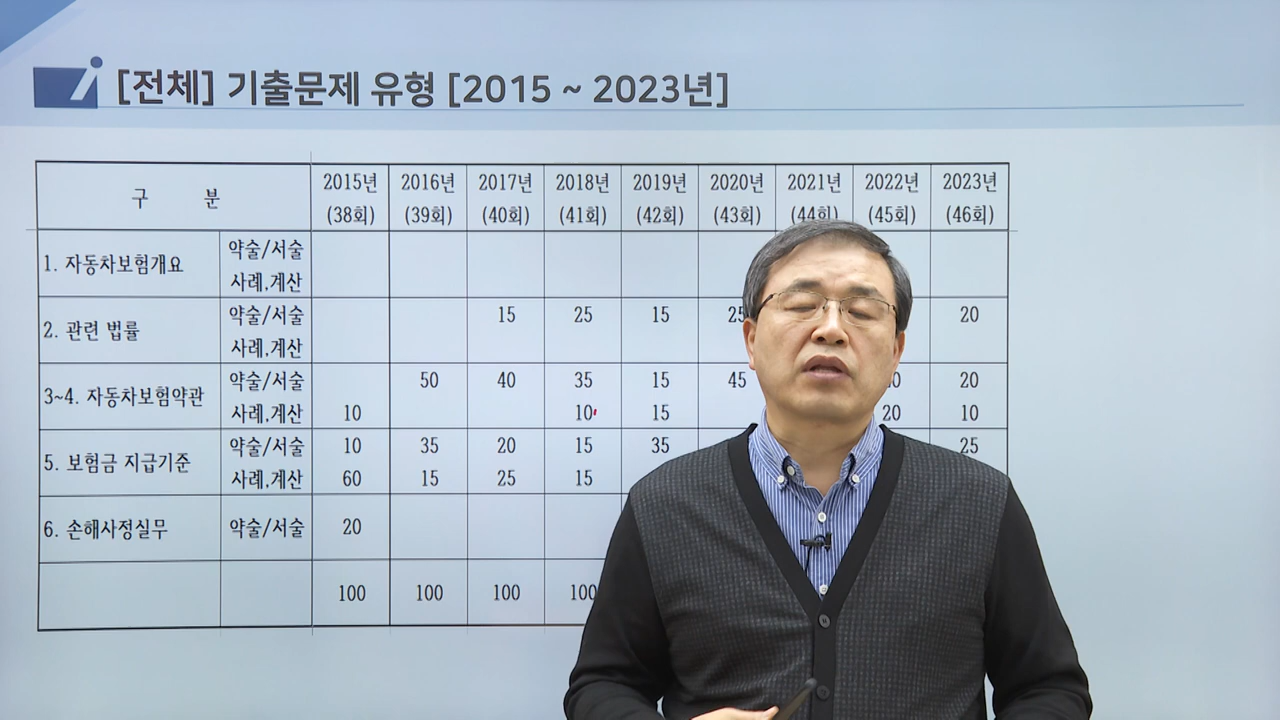 [전체] 기출문제 유형 [2015 ~ 2023년]
구 분 2015년 2016년 2017년 2018년 2019년 2020년 2021년 2022년 2023년
(38회) (39회) (40회) (41회) (42회) (43회) (44회) (45회) (46회)
1. 자동차보험개요 약술/서술
사례,계산
2. 관련 법률 약술/서술 15 25 15 25 20
사례,계산
3~4. 자동차보험약관 약술/서술 50 40 35 15 45 20
사례,계산 10 10 15 20 10
5. 보험금 지급기준 약술/서술 10 35 20 15 35 25
사례,계산 60 15 25 15
6. 손해사정실무 약술/서술 20
100 100 100 100